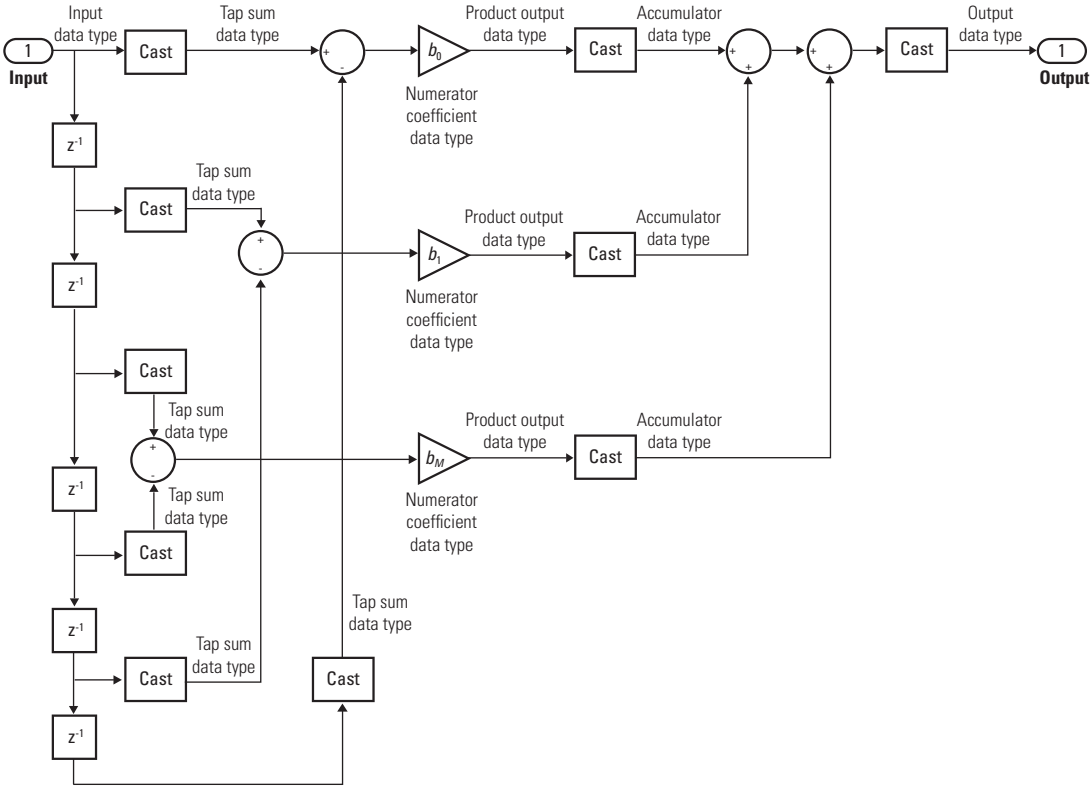 Input
data type
Tap sum
data type
Product output
data type
Accumulator
data type
Output
data type
1
Input
Cast
+
-
b0
Cast
+
+
+
+
Cast
1
Output
Numerator
coefficient
data type
z-1
Cast
Tap sum
data type
+
-
b1
Product output
data type
Cast
Accumulator
data type
Numerator
coefficient
data type
z-1
Cast
Tap sum
data type
+
-
bM
Product output
data type
Cast
Accumulator
data type
Numerator
coefficient
data type
z-1
Tap sum
data type
Cast
z-1
Cast
Tap sum
data type
Tap sum
data type
Cast
z-1